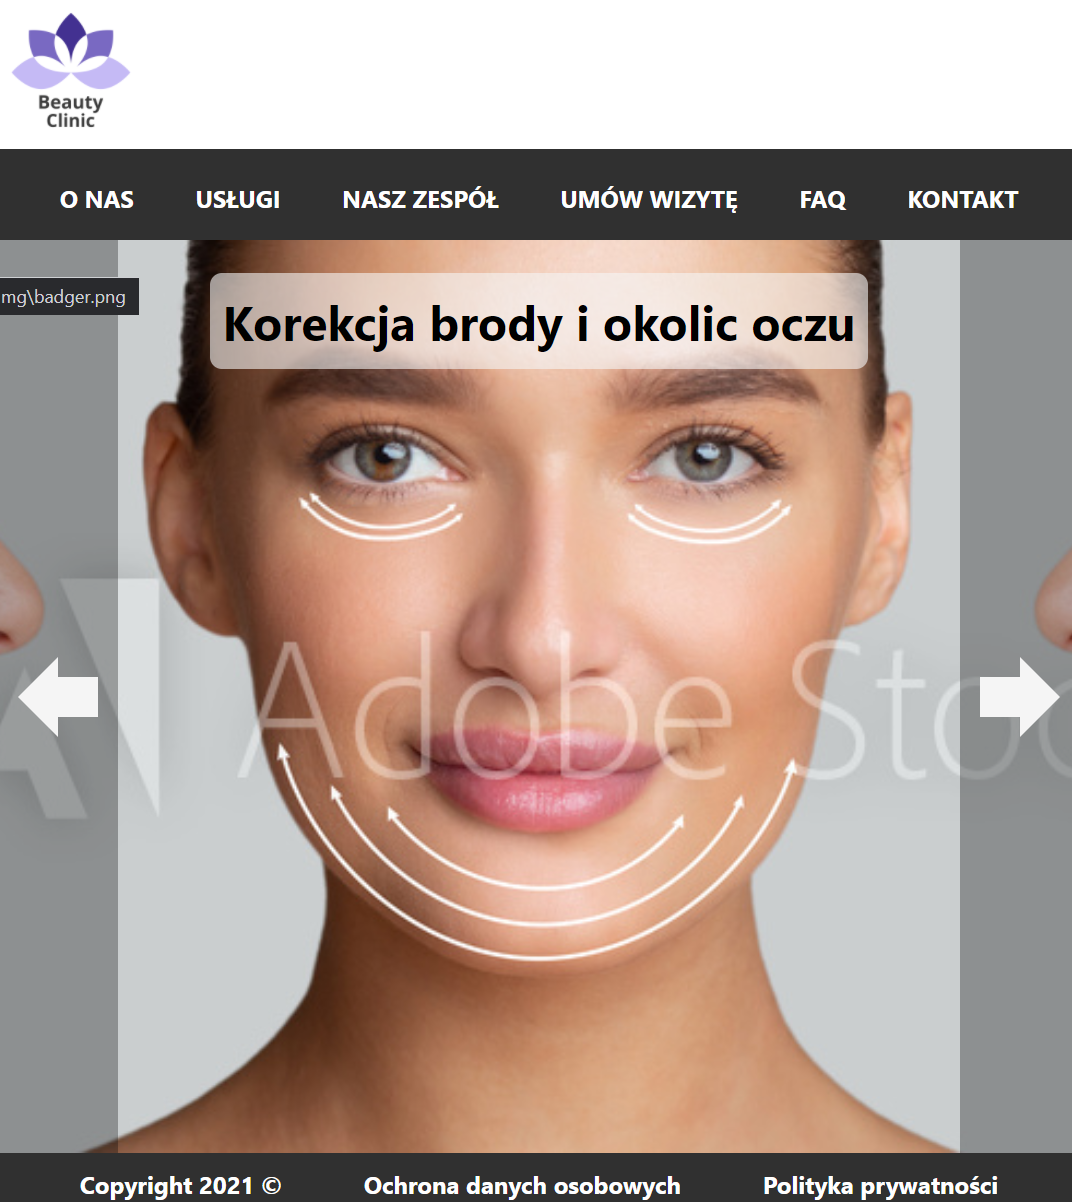 Beauty
Clinic
O NAS USŁUGI NASZ ZESPÓŁ UMÓW WIZYTĘ FAQ KONTAKT
mg\badger.png
Korekcja brody i okolic oczu
Adobe Stoc
Copyright 2021 © Ochrona danych osobowych Polityka prywatności